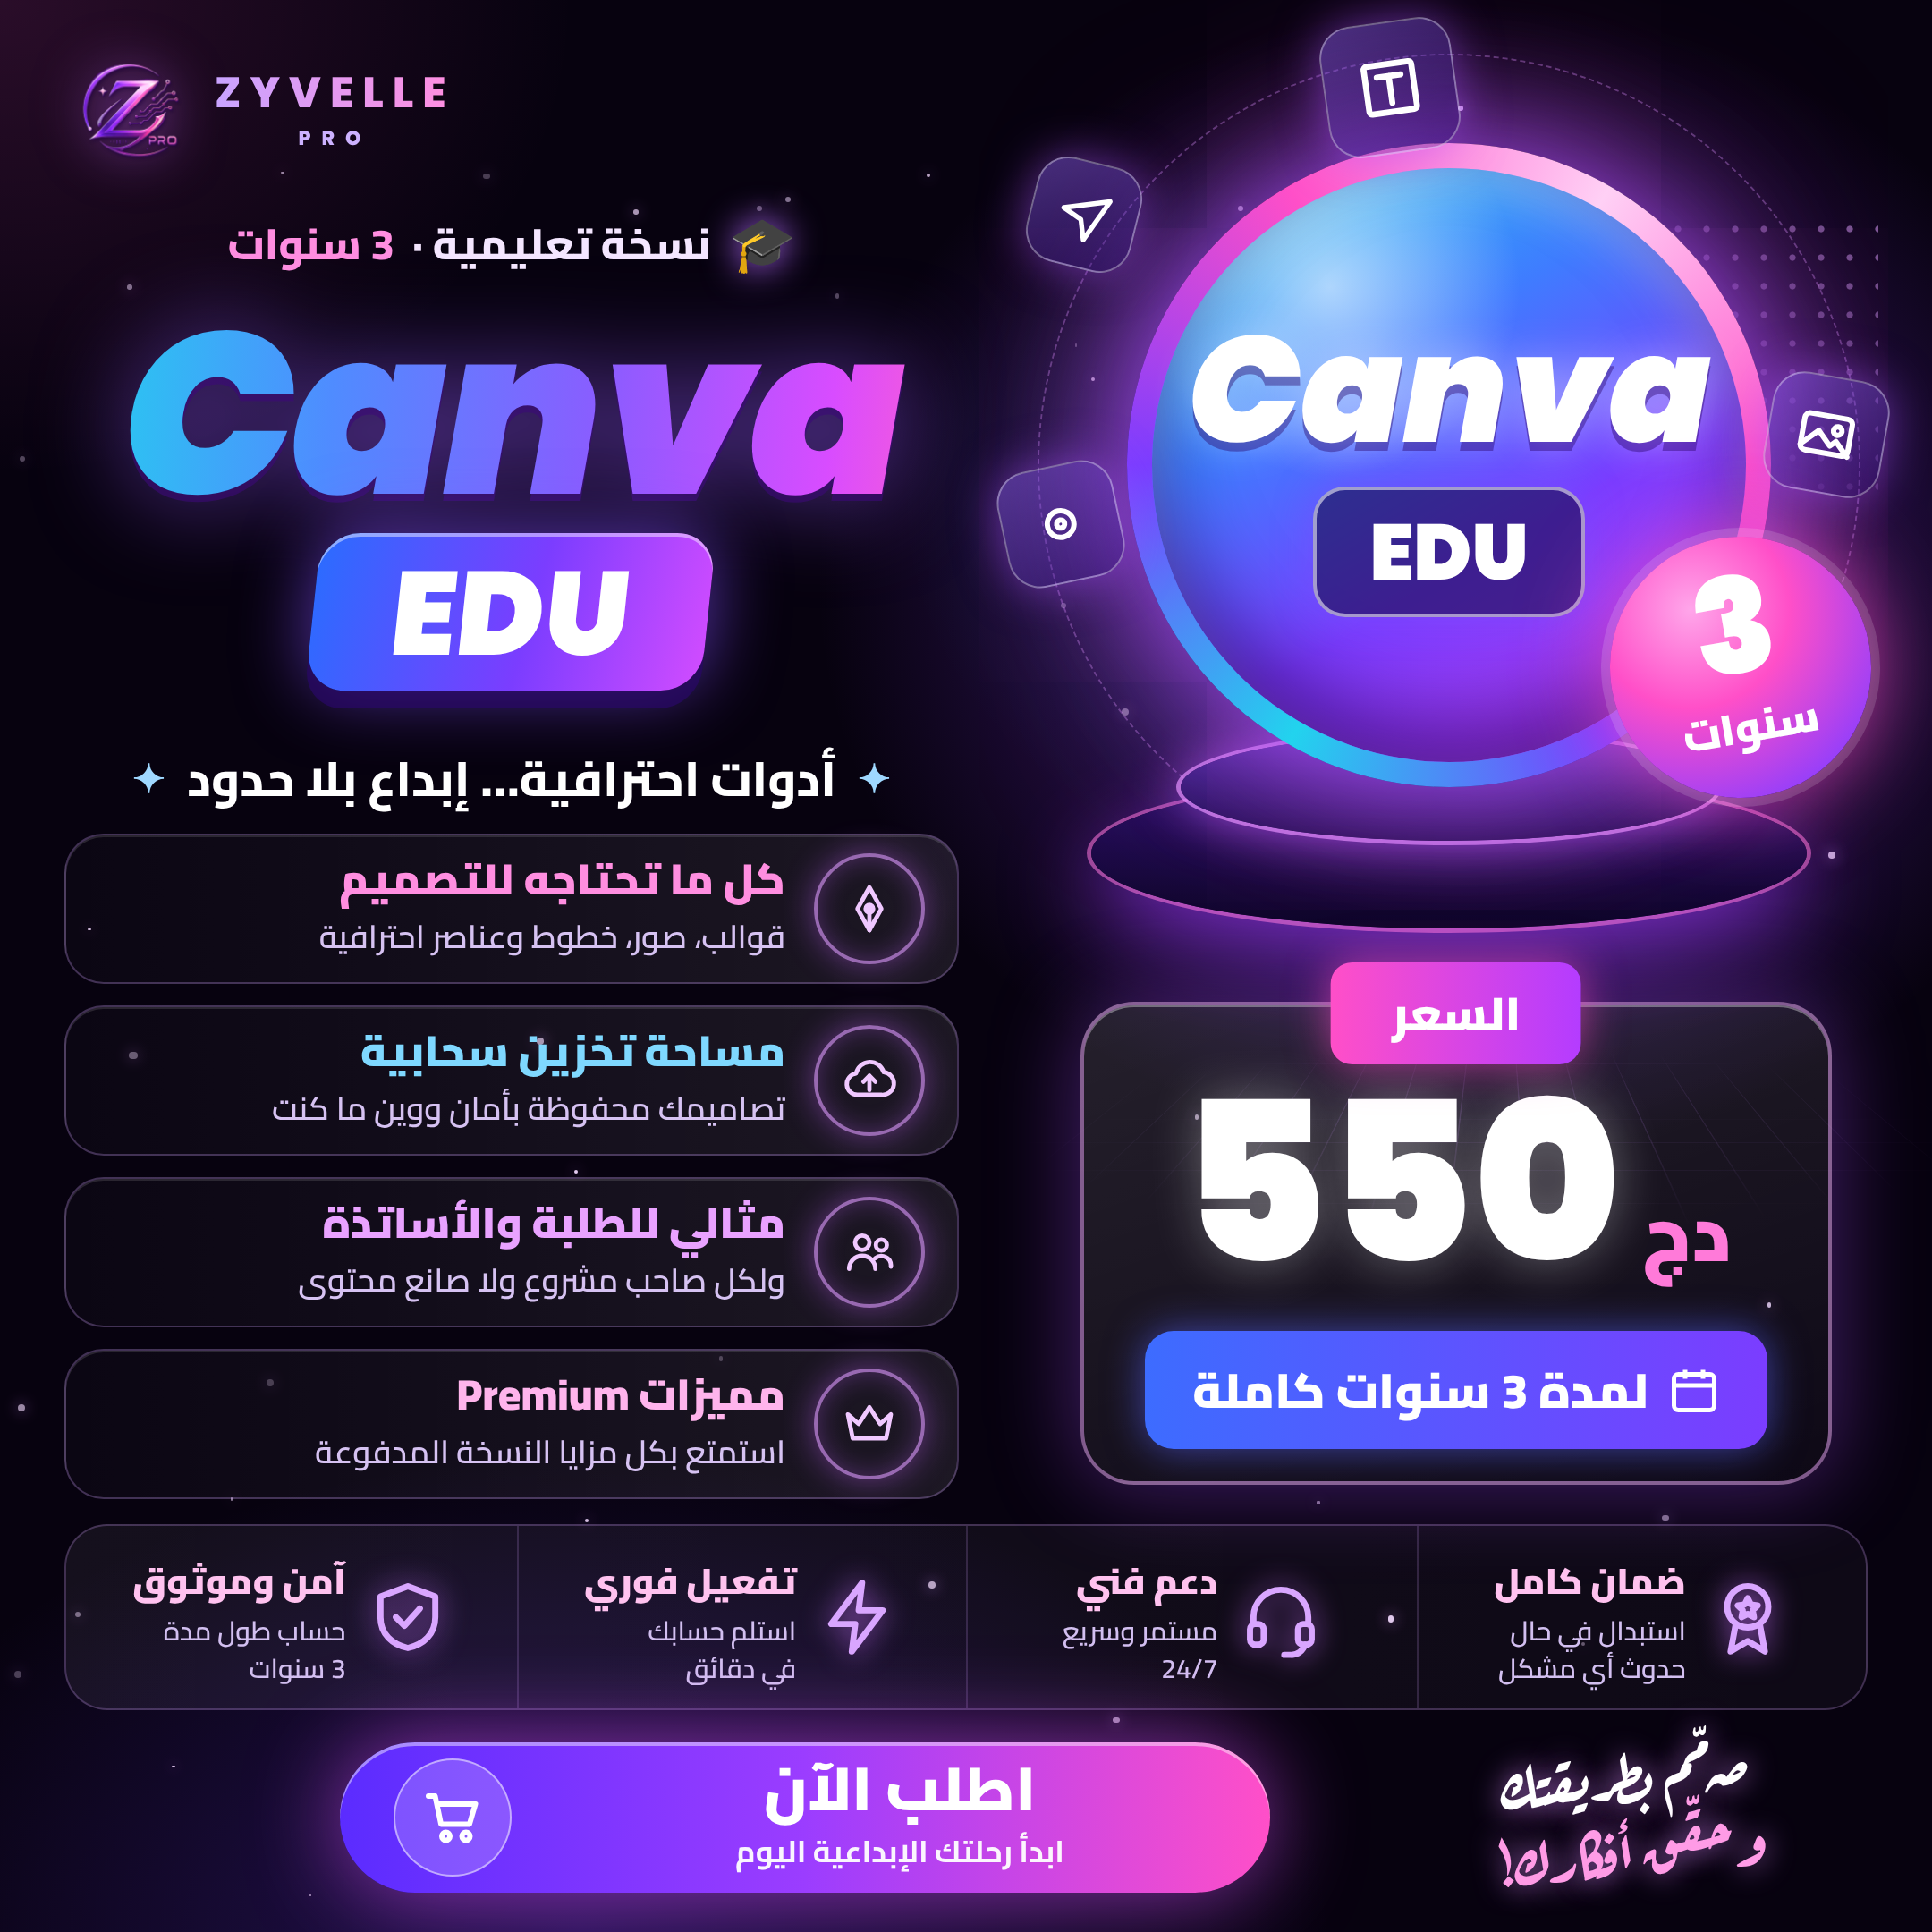 ZYVELLE
PRO
PRO
🎓 نسخة تعليمية · 3 سنوات
Canva
EDU
✦ أدوات احترافية... إبداع بلا حدود ✦
كل ما تحتاجه للتصميم
قوالب، صور، خطوط وعناصر احترافية
مساحة تخزين سحابية
تصاميمك محفوظة بأمان ووين ما كنت
مثالي للطلبة والأساتذة
ولكل صاحب مشروع ولا صانع محتوى
مميزات Premium
استمتع بكل مزايا النسخة المدفوعة
T
Canva
EDU
3
سنوات
السعر
550 دج
لمدة 3 سنوات كاملة
ضمان كامل
استبدال في حال
حدوث أي مشكل
دعم فني
مستمر وسريع
24/7
تفعيل فوري
استلم حسابك
في دقائق
آمن وموثوق
حساب طول مدة
3 سنوات
صمّم بطريقتك
و حقّق أفكارك!
اطلب الآن
ابدأ رحلتك الإبداعية اليوم